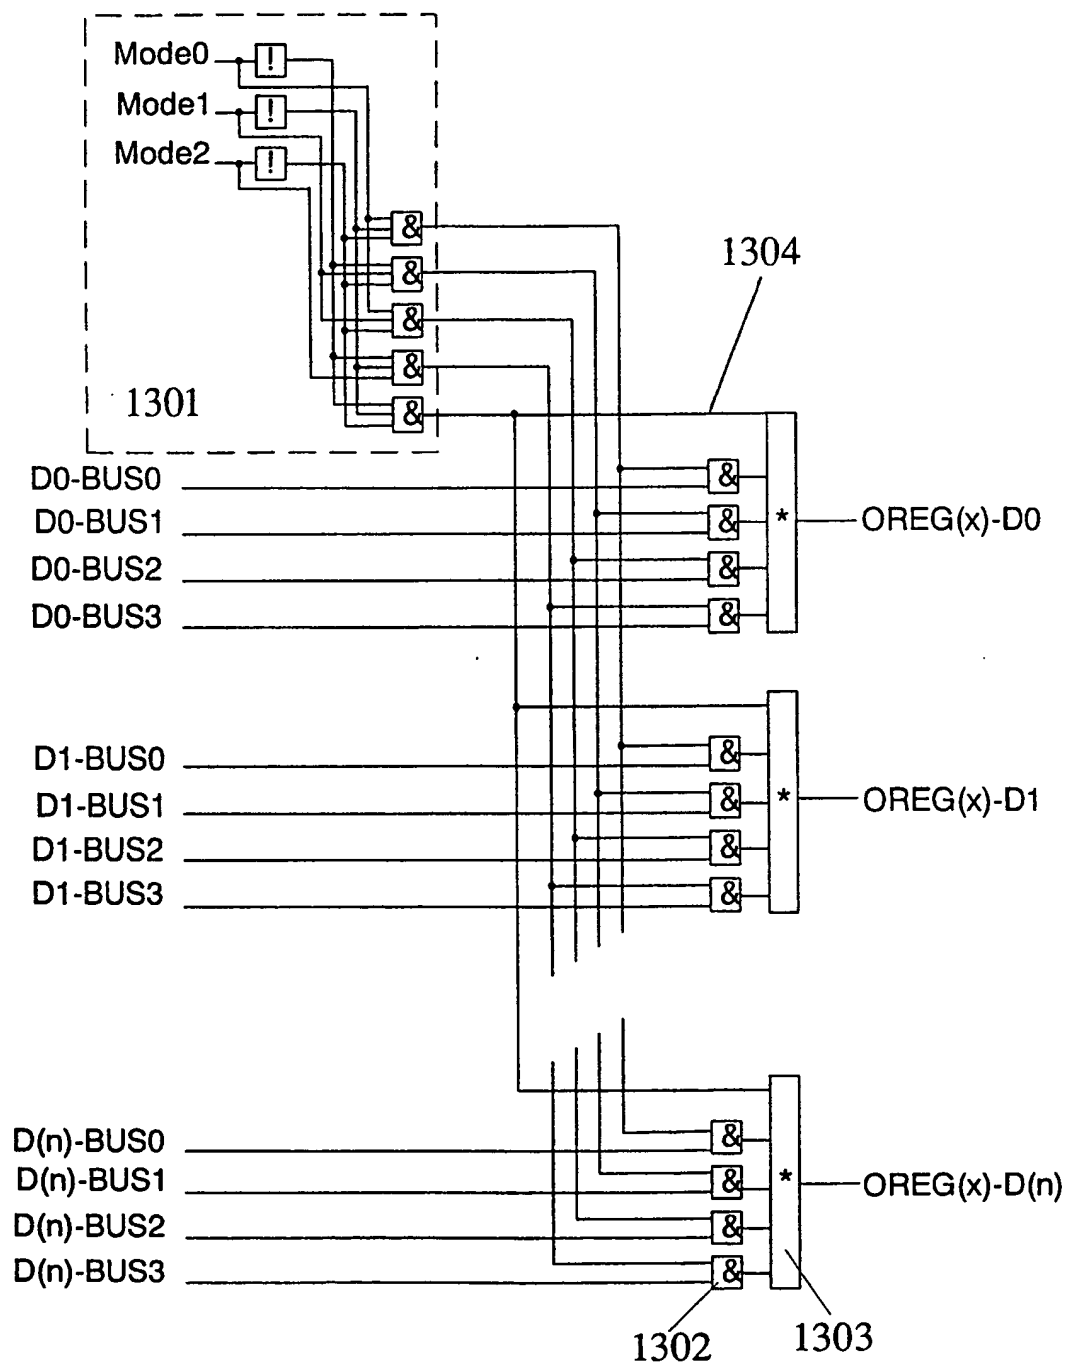 Mode0 !
Mode1 !
Mode2 !
&
&
1304
&
&
1301
&
D0-BUS0 &
D0-BUS1 & * OREG(x)-D0
D0-BUS2 &
D0-BUS3 &
D1-BUS0 &
D1-BUS1 & * OREG(x)-D1
D1-BUS2 &
D1-BUS3 &
D(n)-BUS0 &
D(n)-BUS1 & * OREG(x)-D(n)
D(n)-BUS2 &
D(n)-BUS3 &
1302 1303